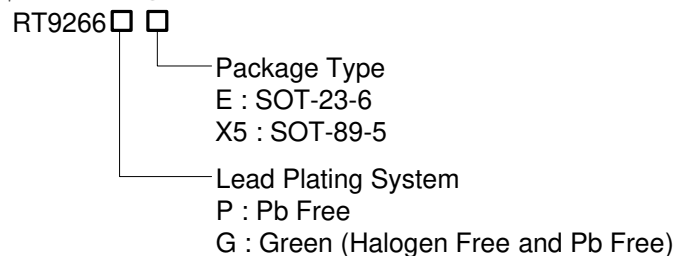 RT9266□ □
Package Type
E : SOT-23-6
X5 : SOT-89-5
Lead Plating System
P : Pb Free
G : Green (Halogen Free and Pb Free)